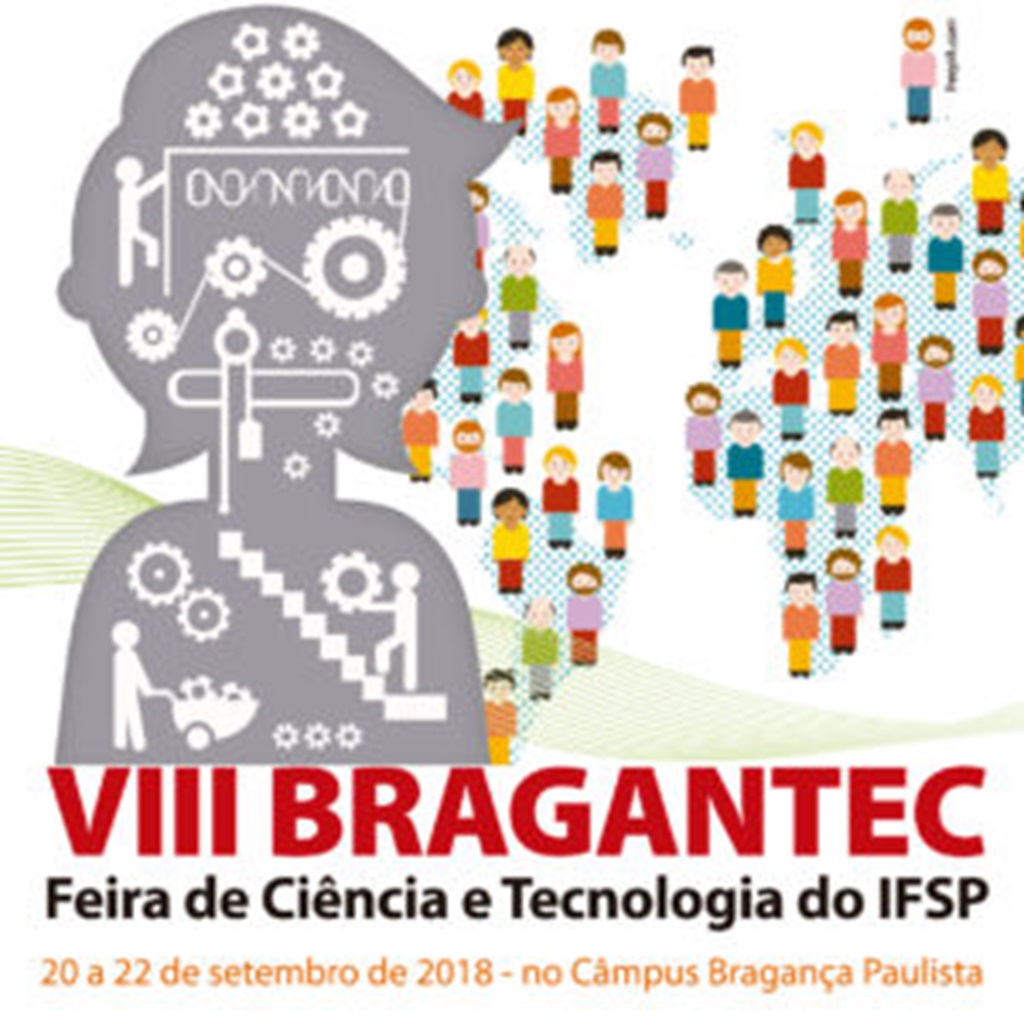 VIII BRAGANTEC
Feira de Ciência e Tecnologia do IFSP
20 a 22 de setembro de 2018 - no Câmpus Bragança Paulista